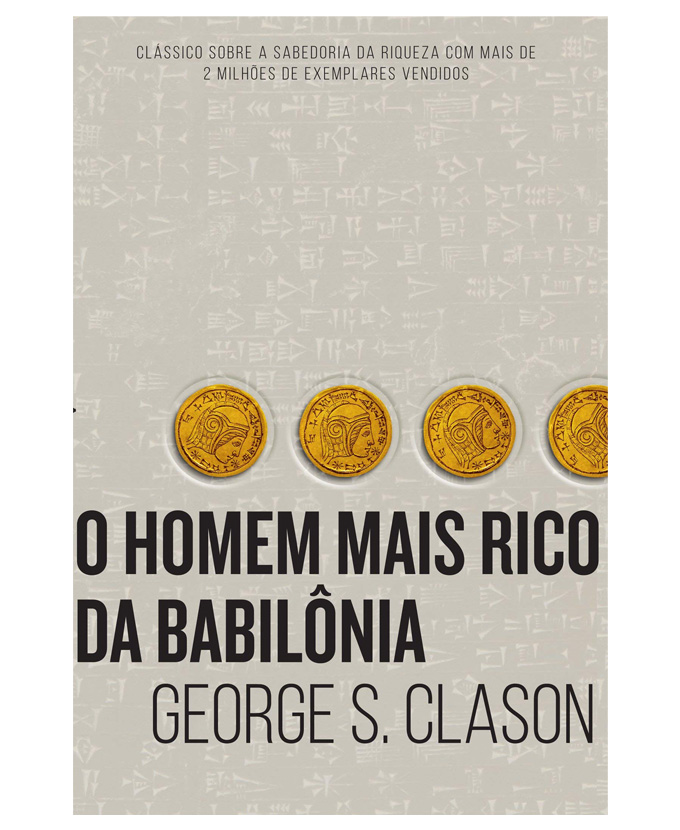 CLÁSSICO SOBRE A SABEDORIA DA RIQUEZA COM MAIS DE
2 MILHÕES DE EXEMPLARES VENDIDOS
O HOMEM MAIS RICO
DA BABILÔNIA
GEORGE S. CLASON